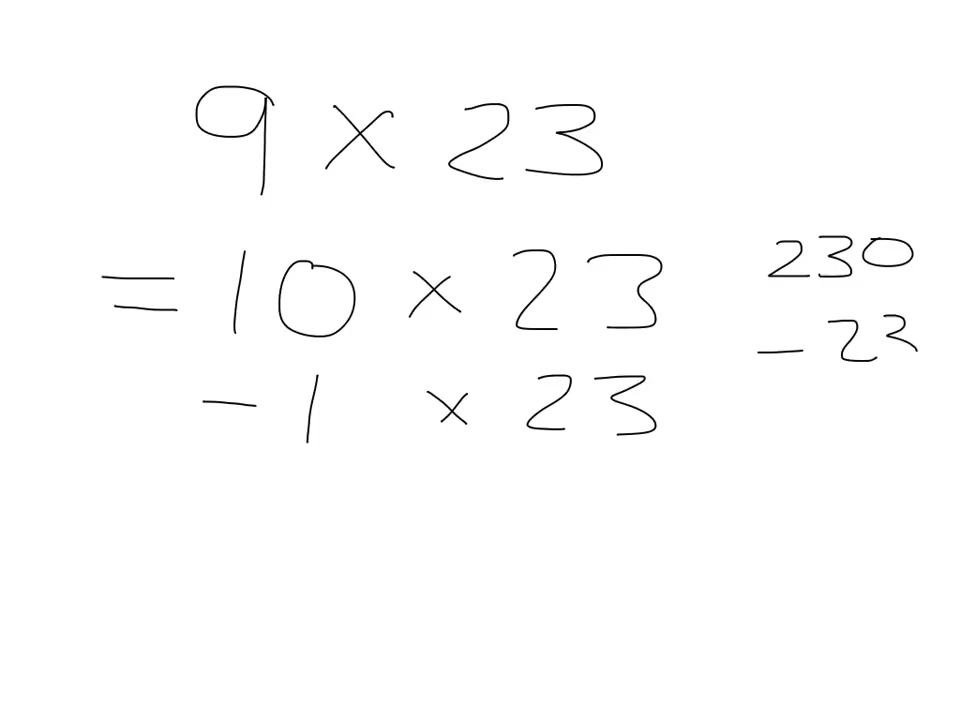 9 × 23
= 10 × 23
- 1 × 23
230
- 23